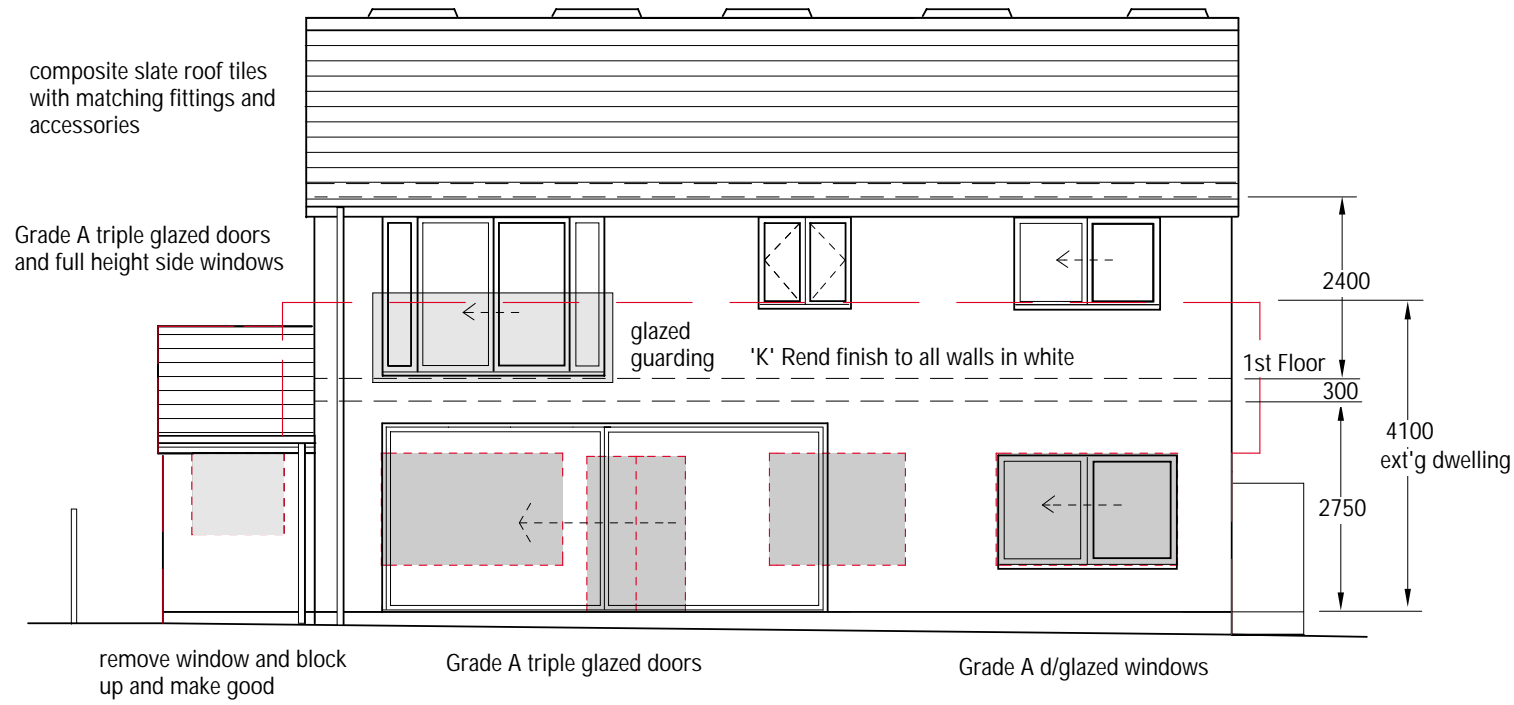 composite slate roof tiles
with matching fittings and
accessories
Grade A triple glazed doors
and full height side windows
glazed
guarding
'K' Rend finish to all walls in white
2400
1st Floor
300
4100
ext'g dwelling
2750
remove window and block
up and make good
Grade A triple glazed doors
Grade A d/glazed windows